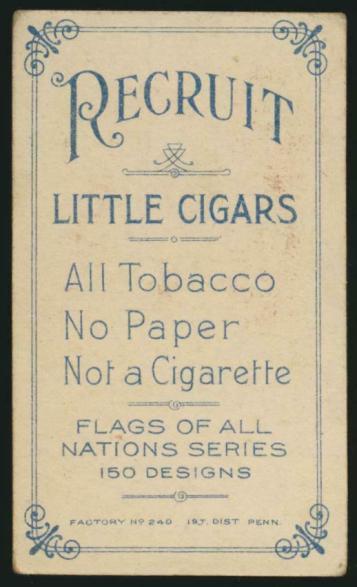 RECRUIT
LITTLE CIGARS
All Tobacco
No Paper
Not a Cigarette
FLAGS OF ALL
NATIONS SERIES
150 DESIGNS
FACTORY Nº 240 1ST. DIST PENN.